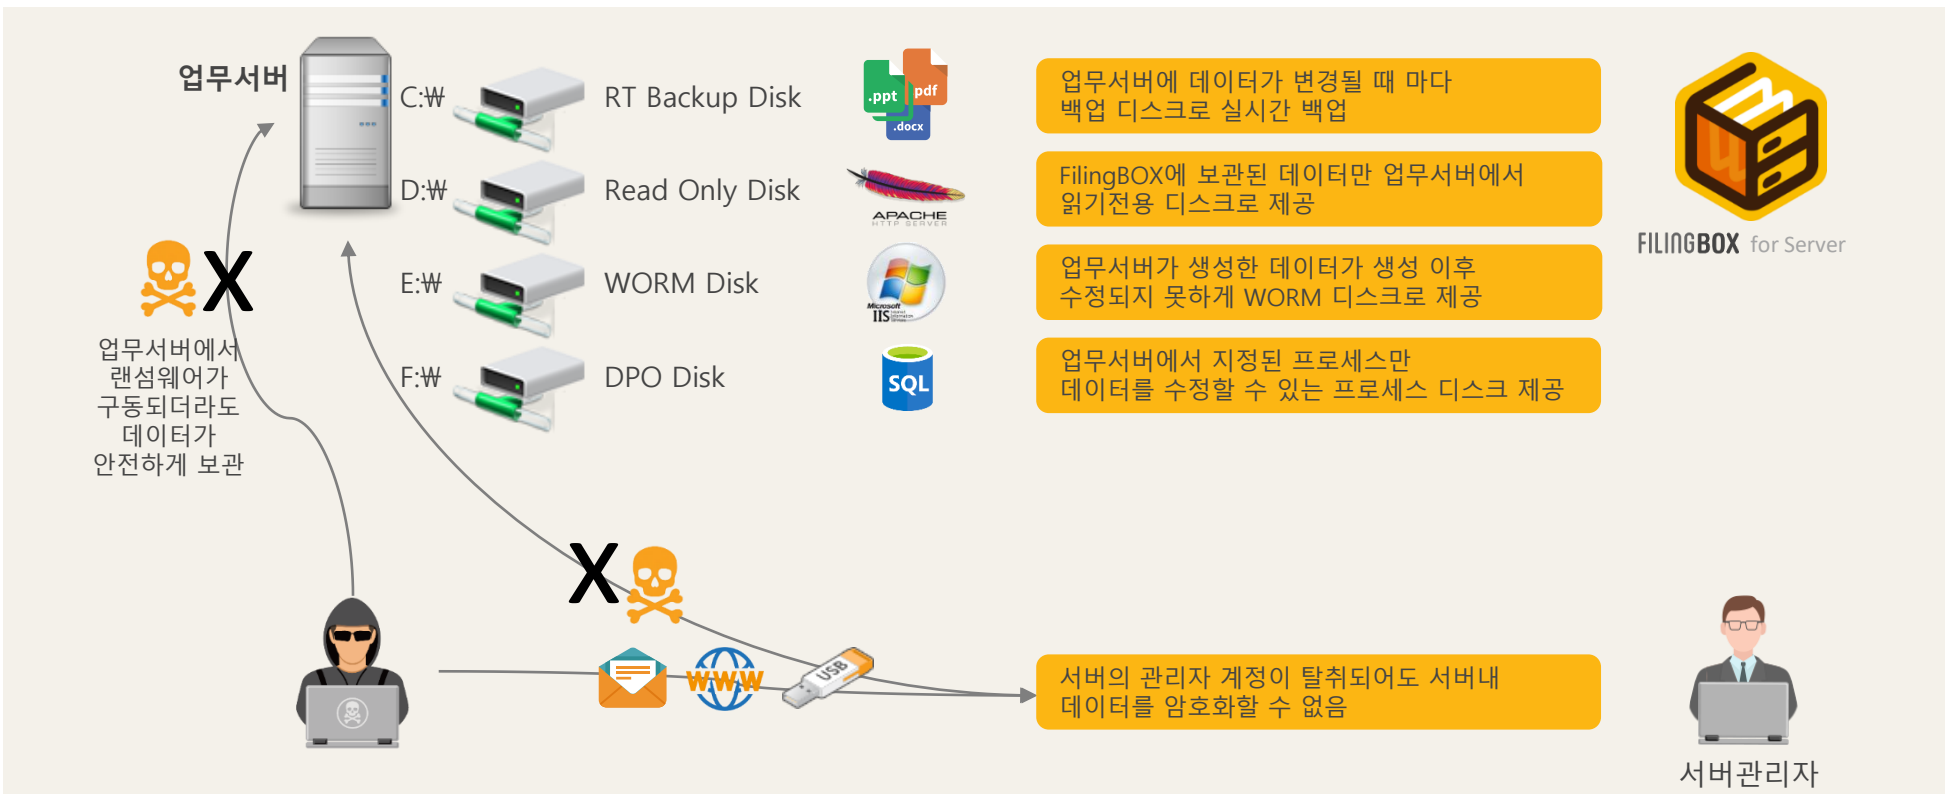 업무서버
C:₩
RT Backup Disk
.ppt
pdf
.docx
업무서버에 데이터가 변경될 때 마다
백업 디스크로 실시간 백업
D:₩
Read Only Disk
APACHE
HTTP SERVER
FilingBOX에 보관된 데이터만 업무서버에서
읽기전용 디스크로 제공
FILINGBOX for Server
E:₩
WORM Disk
Microsoft
IIS
업무서버가 생성한 데이터가 생성 이후
수정되지 못하게 WORM 디스크로 제공
F:₩
DPO Disk
SQL
업무서버에서 지정된 프로세스만
데이터를 수정할 수 있는 프로세스 디스크 제공
X
업무서버에서
랜섬웨어가
구동되더라도
데이터가
안전하게 보관
X
WWW
USB
서버의 관리자 계정이 탈취되어도 서버내
데이터를 암호화할 수 없음
서버관리자